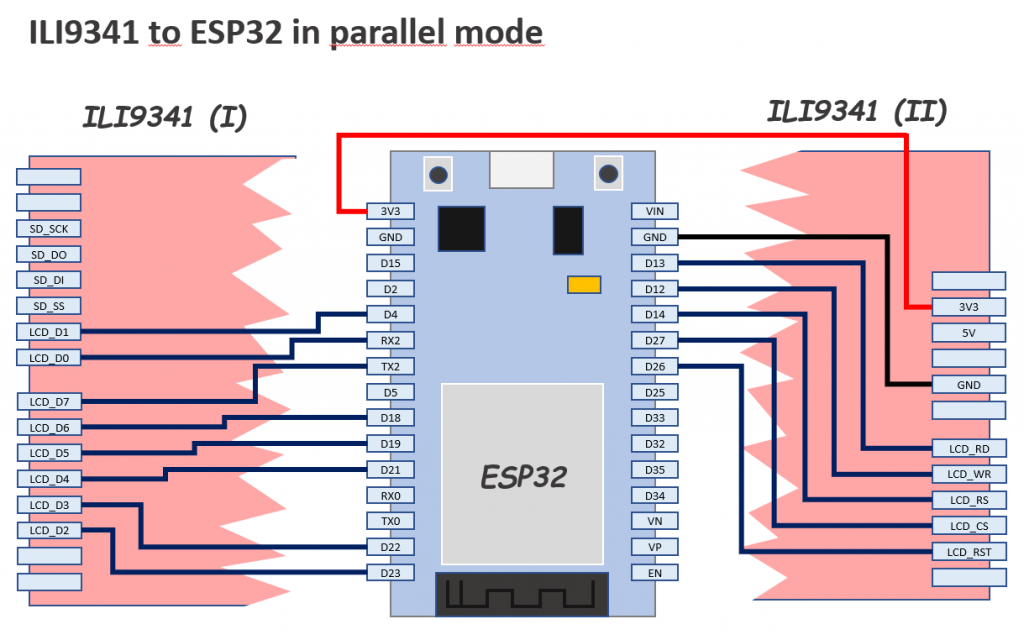 ILI9341 to ESP32 in parallel mode
ILI9341 (I)
ILI9341 (II)
SD_SCK
SD_DO
SD_DI
SD_SS
LCD_D1
LCD_D0
LCD_D7
LCD_D6
LCD_D5
LCD_D4
LCD_D3
LCD_D2
3V3
GND
D15
D2
D4
RX2
TX2
D5
D18
D19
D21
RX0
TX0
D22
D23
ESP32
VIN
GND
D13
D12
D14
D27
D26
D25
D33
D32
D35
D34
VN
VP
EN
3V3
5V
GND
LCD_RD
LCD_WR
LCD_RS
LCD_CS
LCD_RST